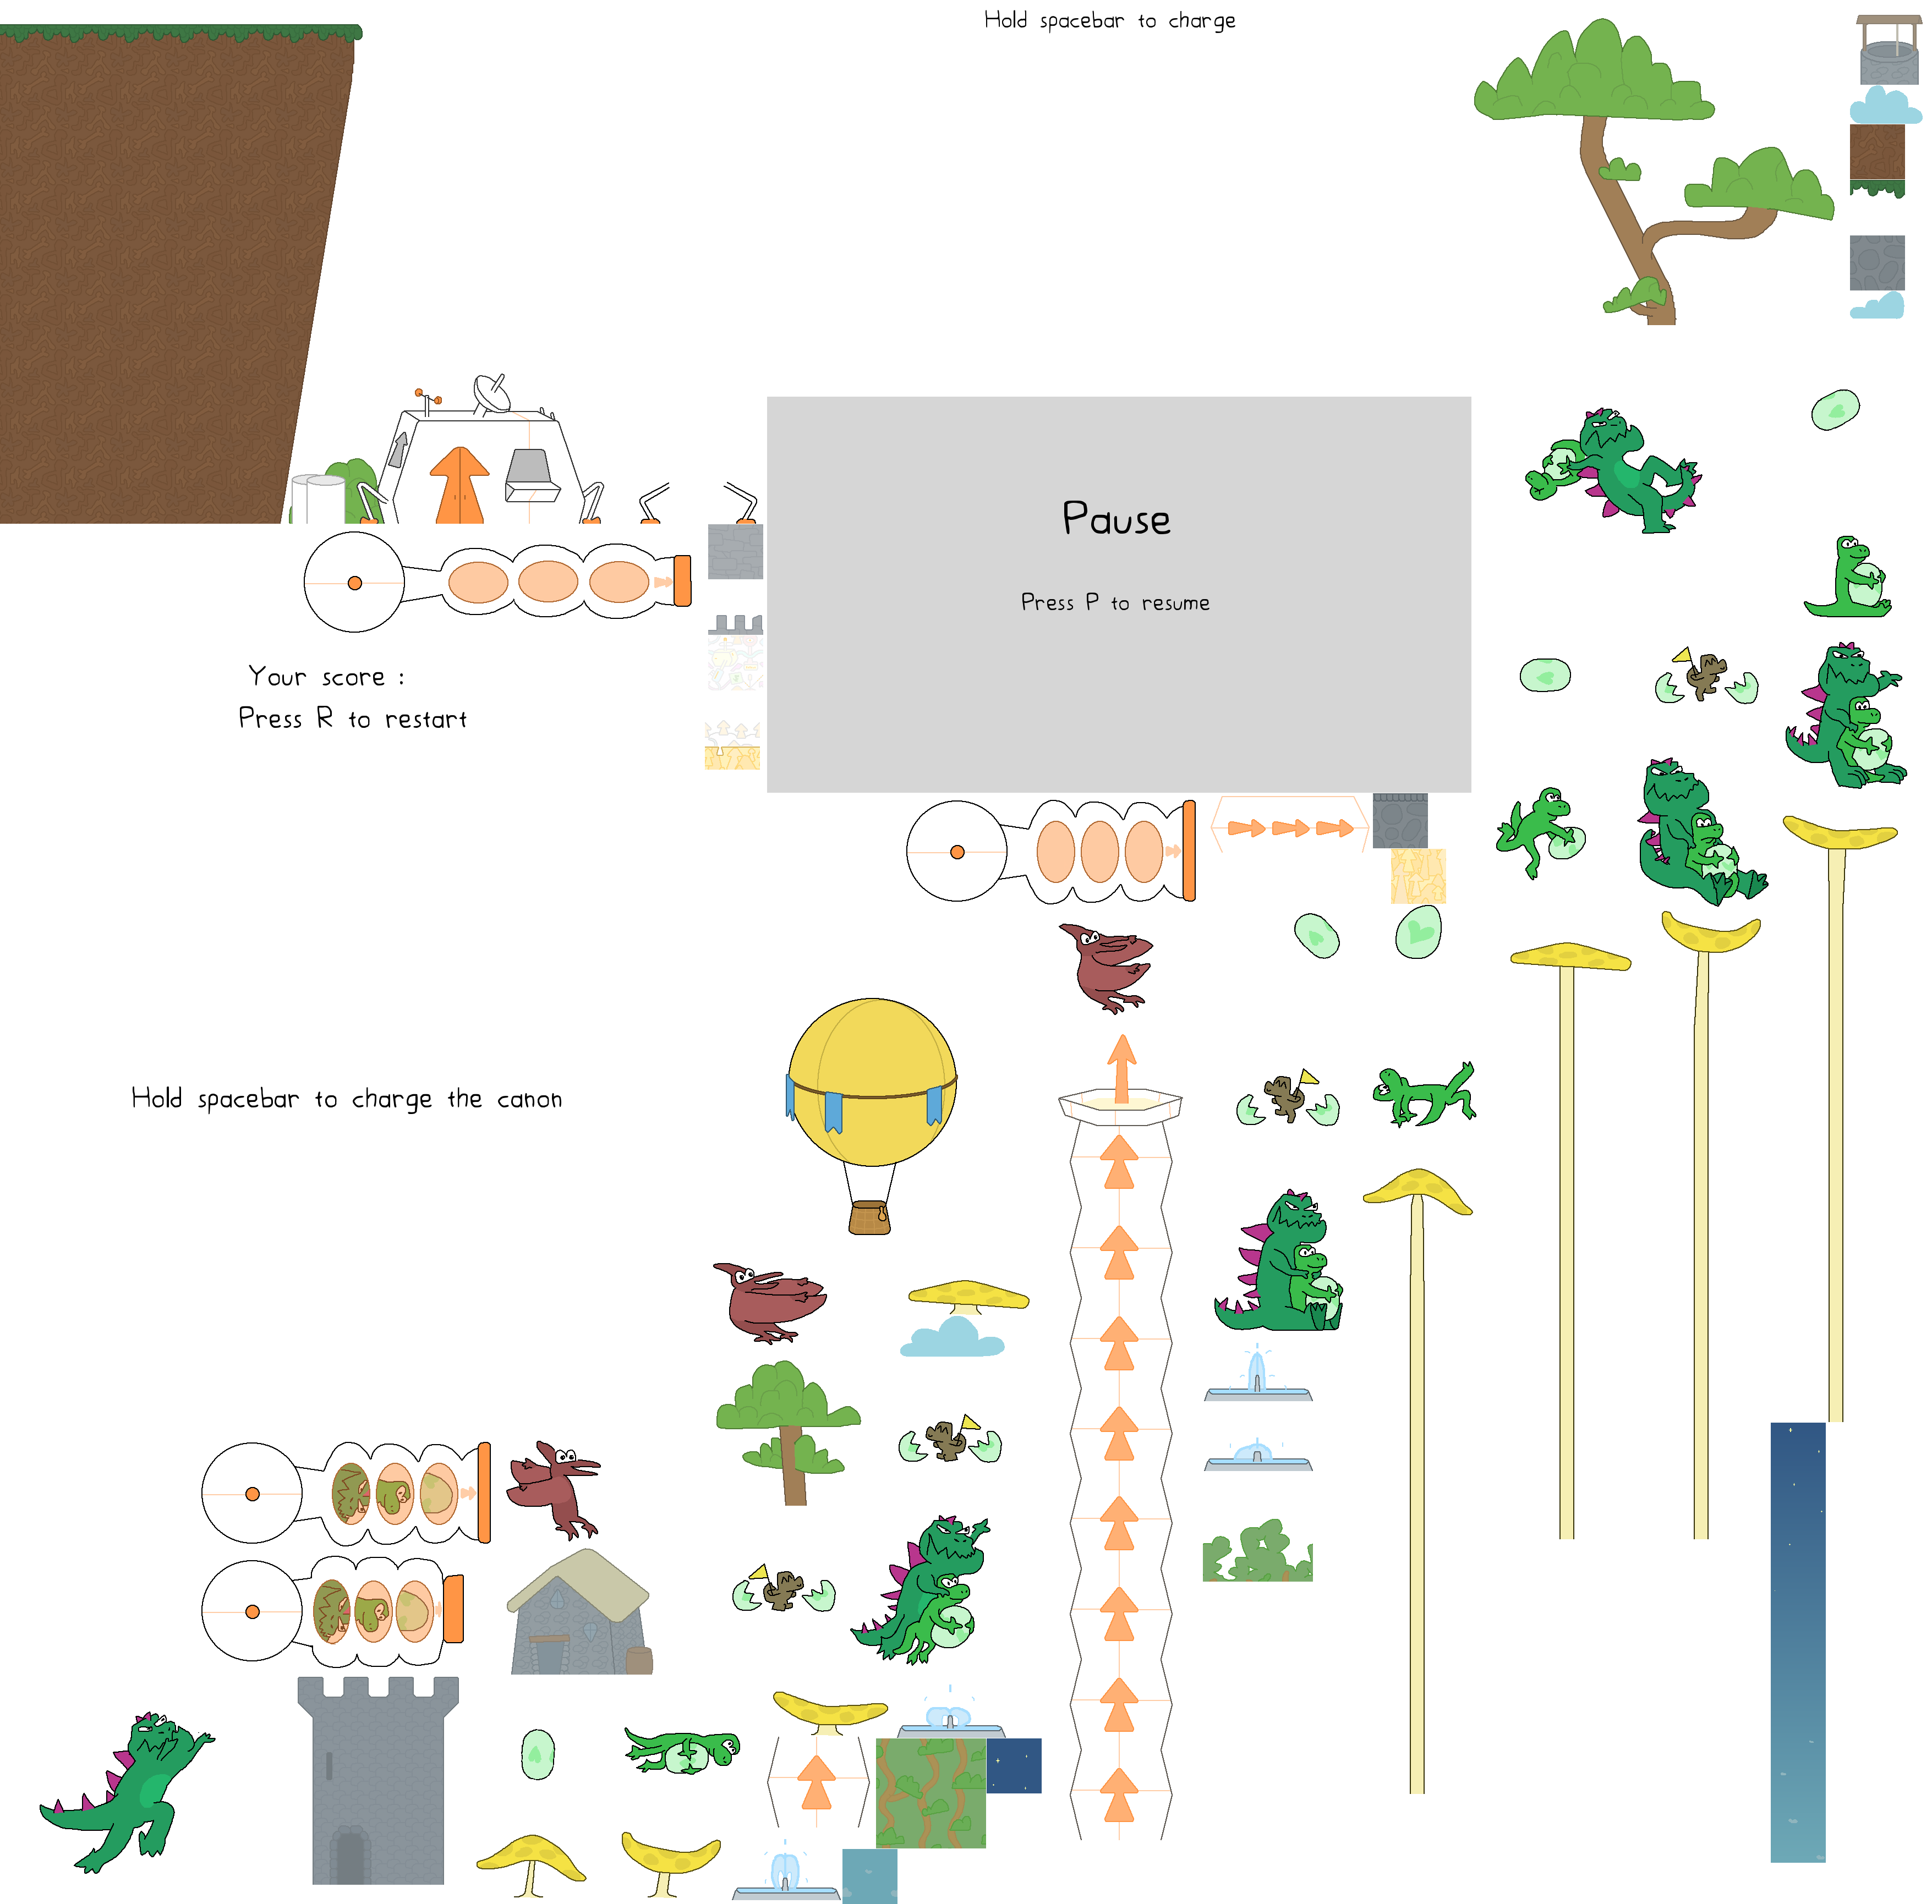 Hold spacebar to charge
Pause
Press P to resume
Your score :
Press R to restart
Hold spacebar to charge the canon